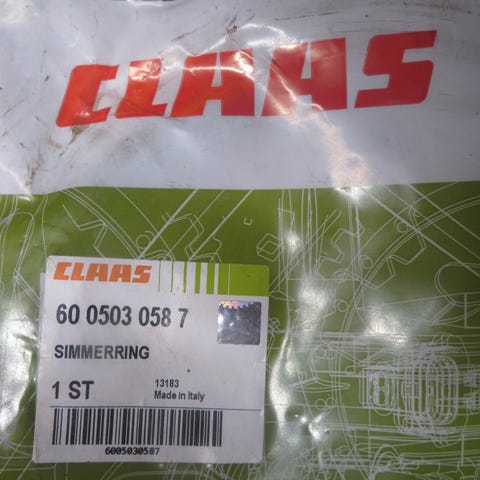 CLAAS
CLAAS
60 0503 058 7
SIMMERRING
1 ST
13183
Made in Italy
6005030587